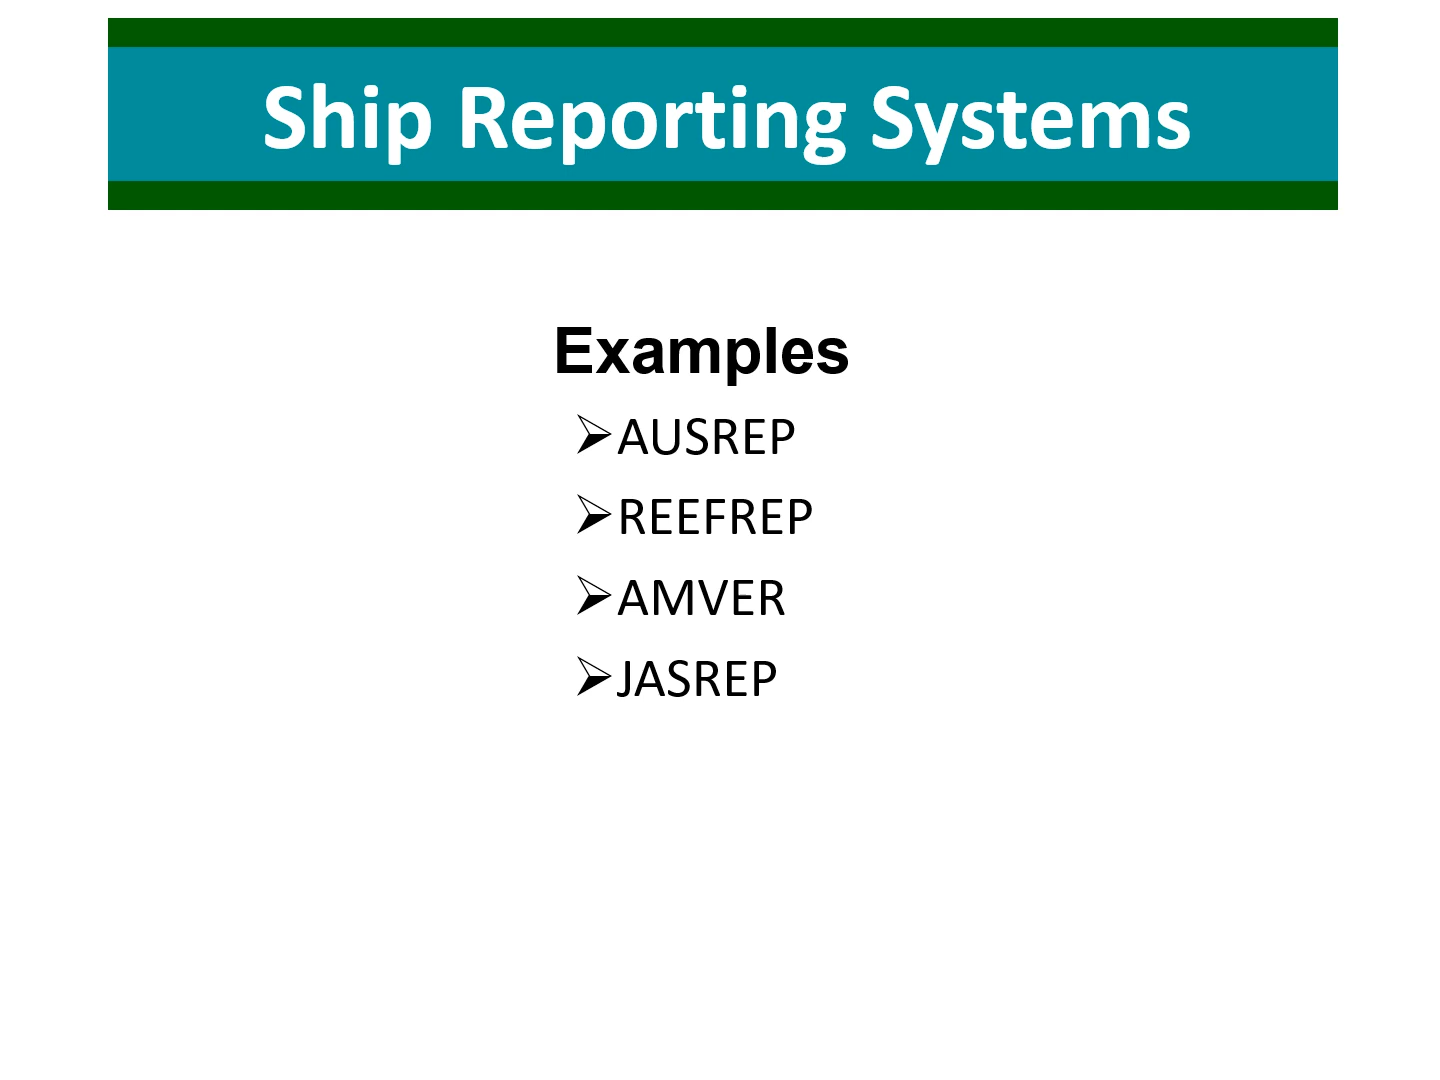 Ship Reporting Systems
Examples
➢AUSREP
➢REEFREP
➢AMVER
➢JASREP